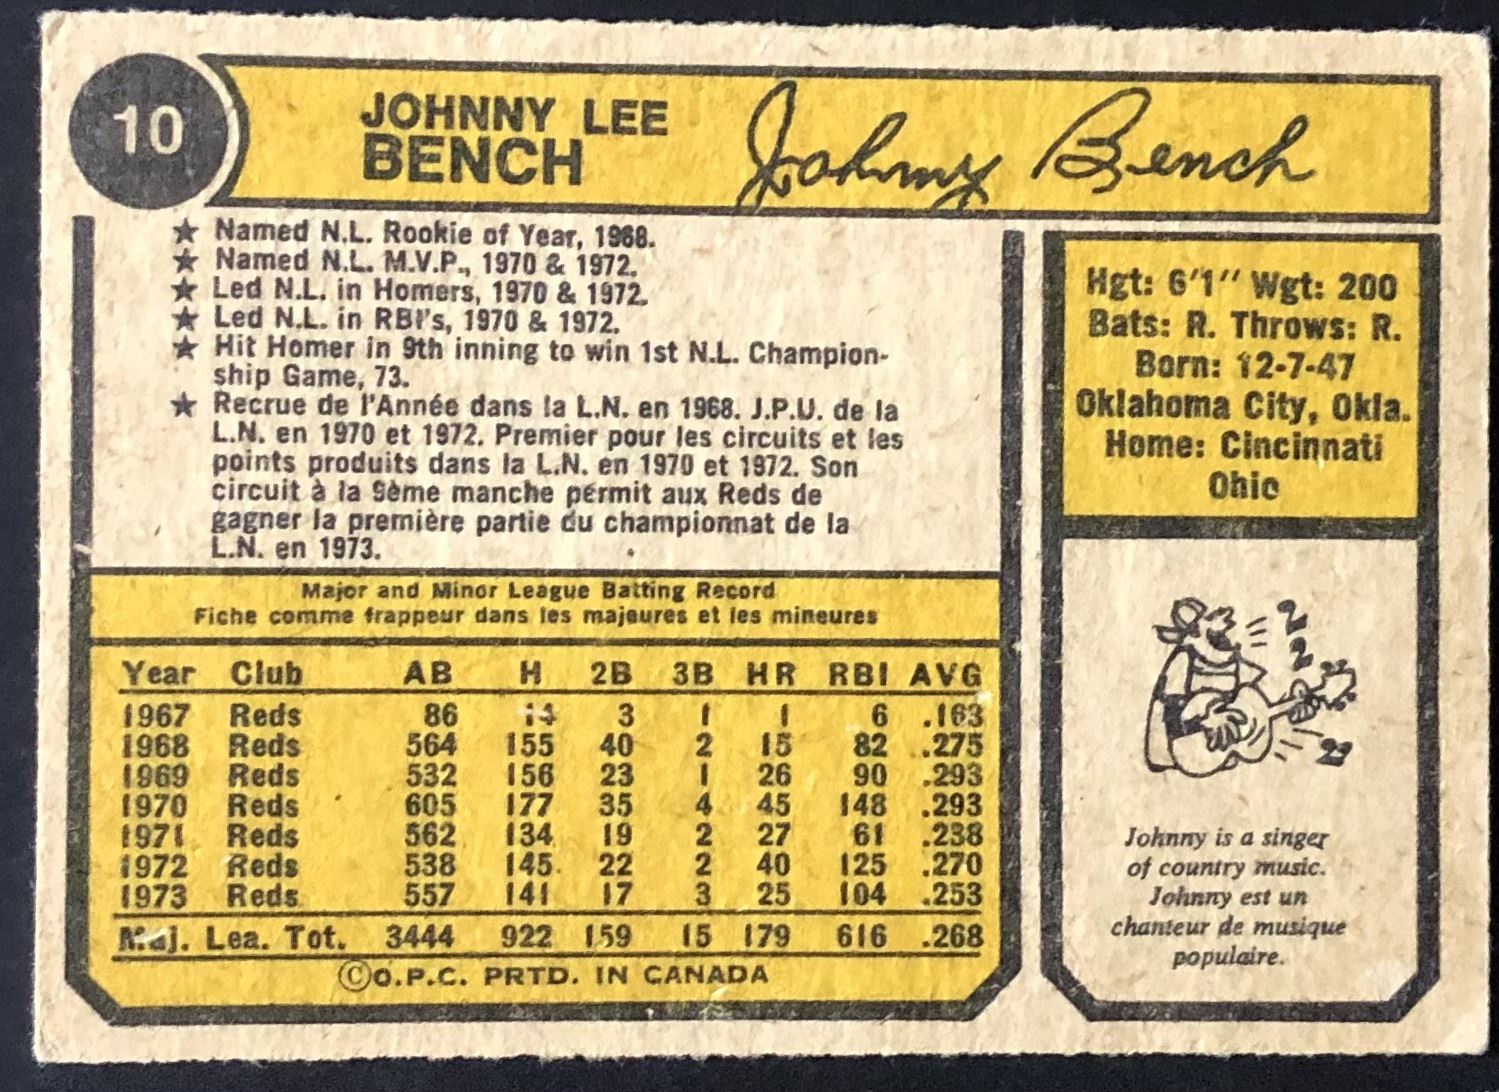 10
JOHNNY LEE
BENCH
Johnny Bench
★ Named N.L. Rookie of Year, 1968.
★ Named N.L. M.V.P., 1970 & 1972.
★ Led N.L. in Homers, 1970 & 1972.
★ Led N.L. in RBI's, 1970 & 1972.
★ Hit Homer in 9th inning to win 1st N.L. Champion-
ship Game, 73.
★ Recrue de l'Année dans la L.N. en 1968. J.P.U. de la
L.N. en 1970 et 1972. Premier pour les circuits et les
points produits dans la L.N. en 1970 et 1972. Son
circuit à la 9ème manche permit aux Reds de
gagner la première partie du championnat de la
L.N. en 1973.
Hgt: 6'1" Wgt: 200
Bats: R. Throws: R.
Born: 12-7-47
Oklahoma City, Okla.
Home: Cincinnati
Ohio
Major and Minor League Batting Record
Fiche comme frappeur dans les majeures et les mineures
Year Club AB H 2B 3B HR RBI AVG
1967 Reds 86 14 3 1 1 6 .163
1968 Reds 564 155 40 2 15 82 .275
1969 Reds 532 156 23 1 26 90 .293
1970 Reds 605 177 35 4 45 148 .293
1971 Reds 562 134 19 2 27 61 .238
1972 Reds 538 145 22 2 40 125 .270
1973 Reds 557 141 17 3 25 104 .253
Maj. Lea. Tot. 3444 922 159 15 179 616 .268
©O.P.C. PRTD. IN CANADA
Johnny is a singer
of country music.
Johnny est un
chanteur de musique
populaire.